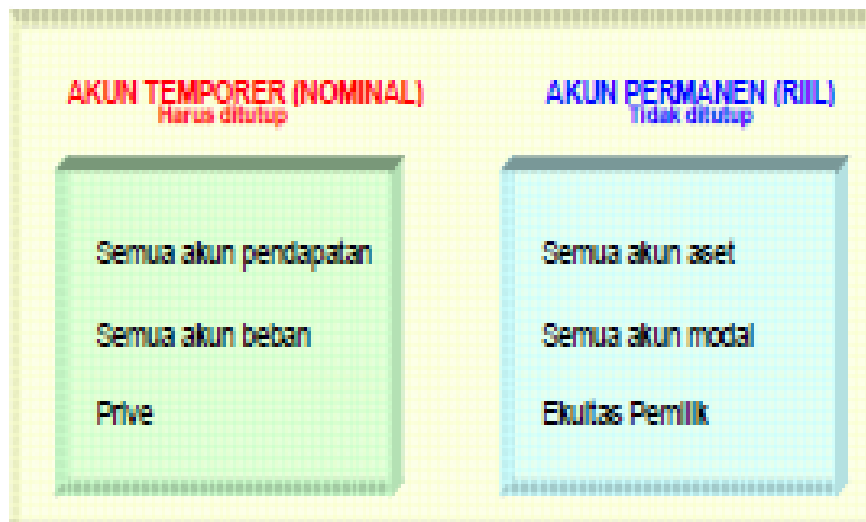 AKUN TEMPORER (NOMINAL)
Harus ditutup
Semua akun pendapatan
Semua akun beban
Prive
AKUN PERMANEN (RIIL)
Tidak ditutup
Semua akun aset
Semua akun modal
Ekuitas Pemilik